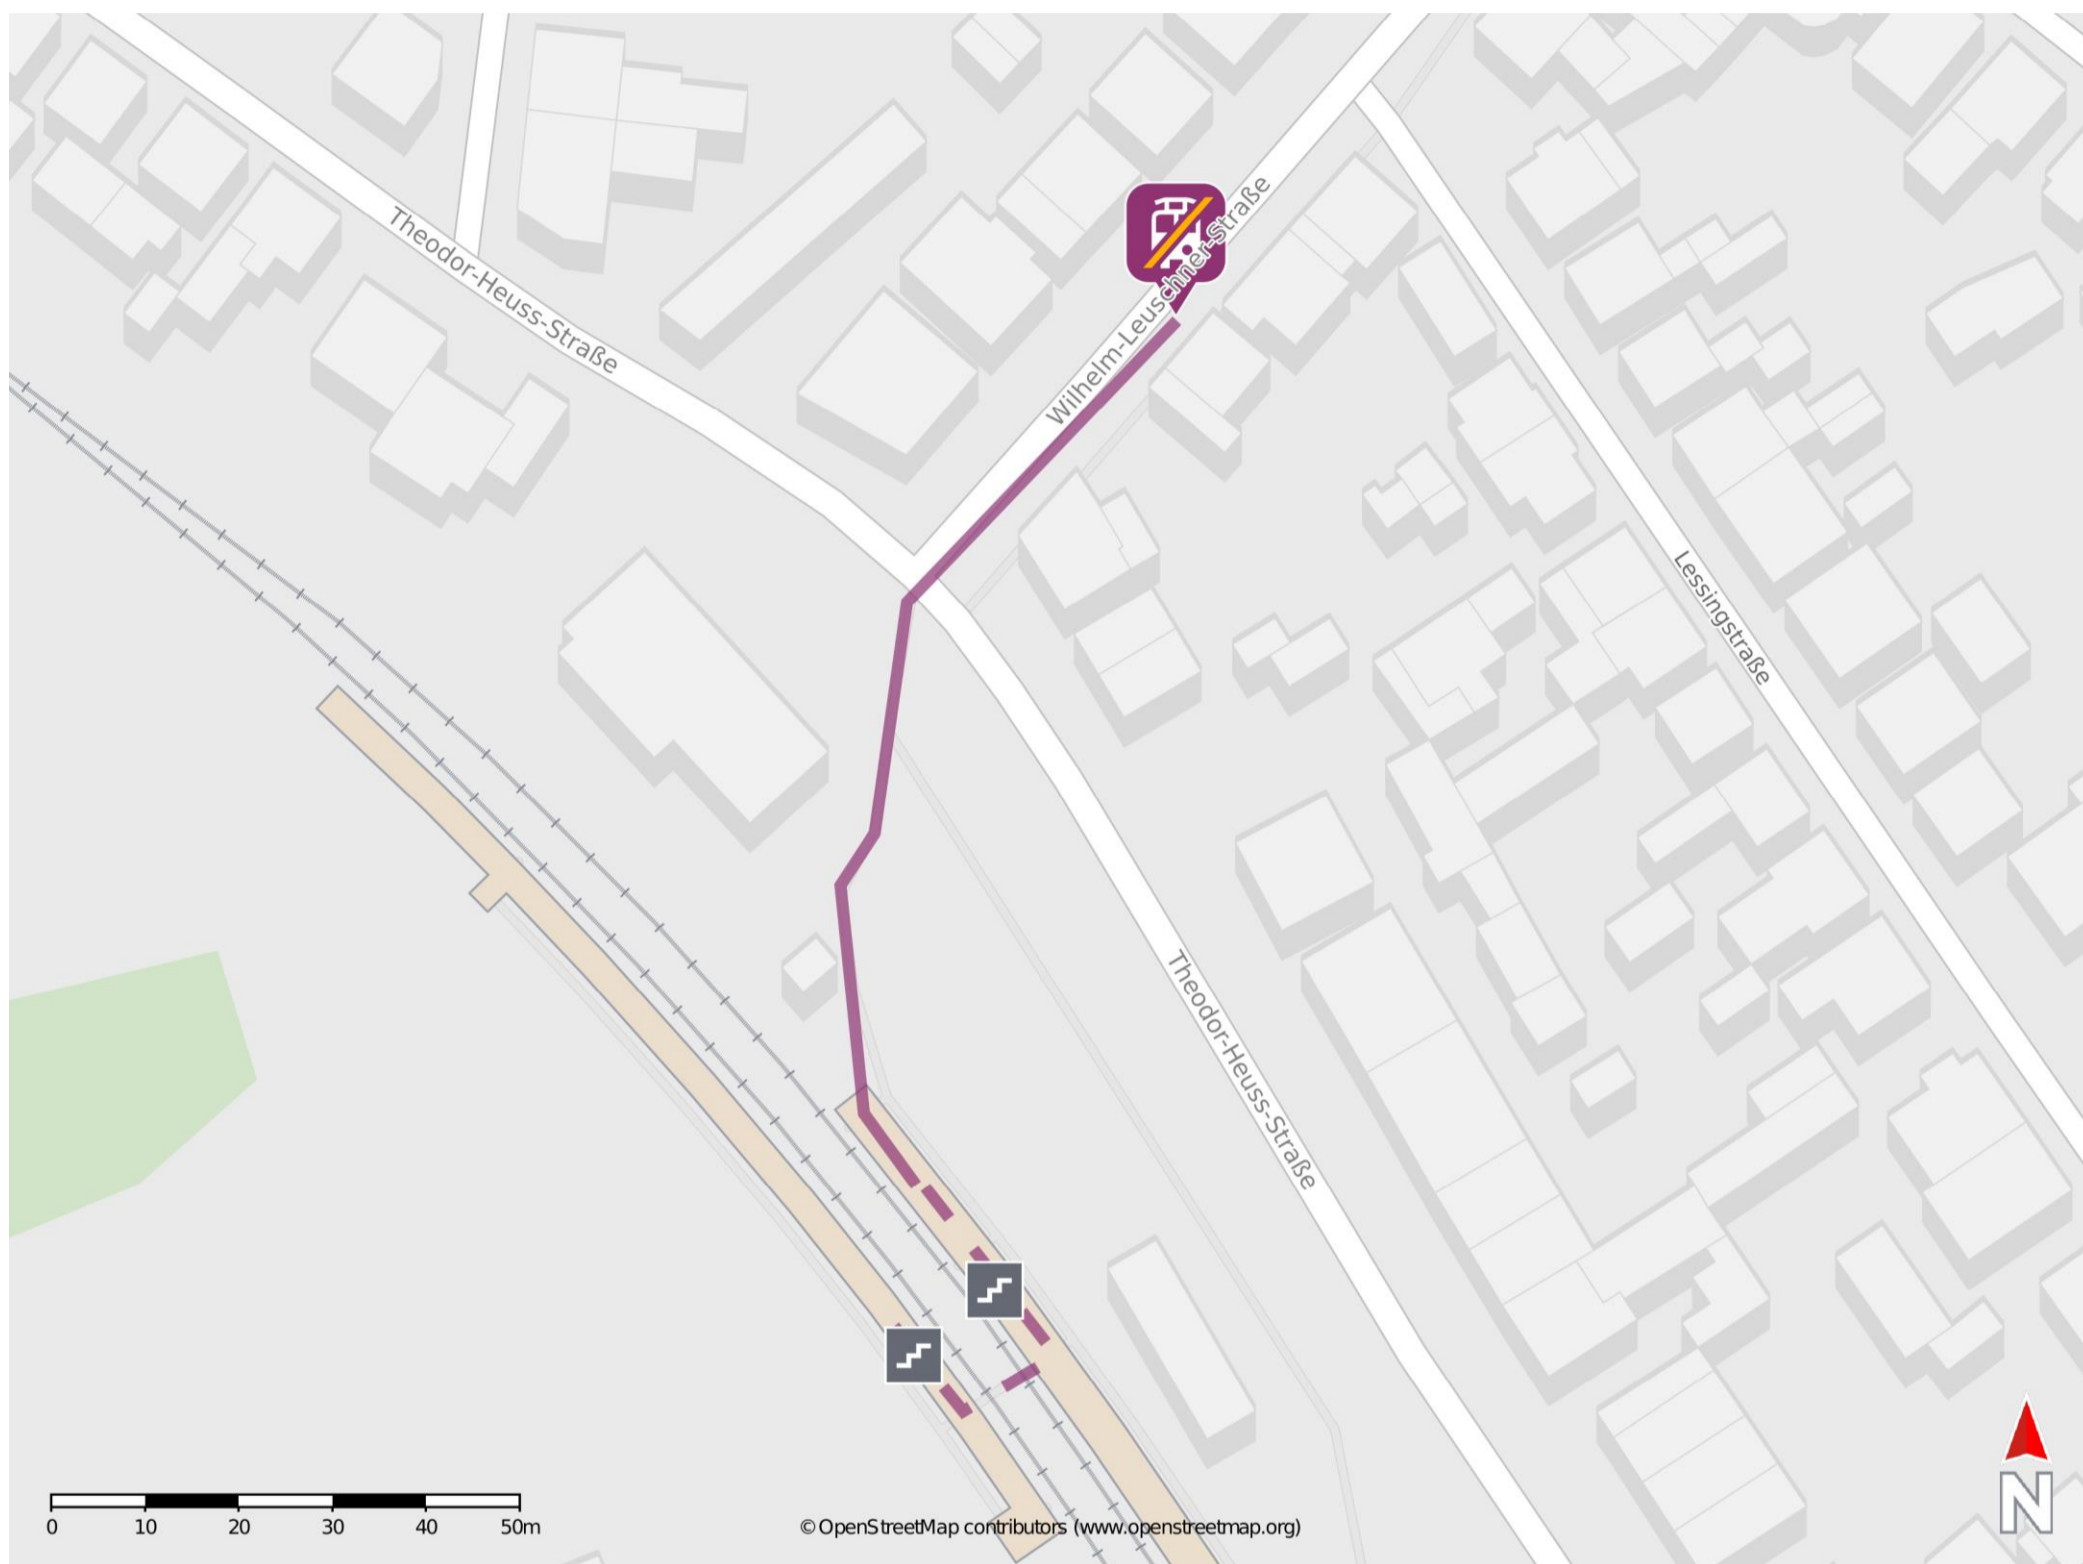 Theodor-Heuss-Straße
Wilhelm-Leuschner-Straße
Lessingstraße
Theodor-Heuss-Straße
0 10 20 30 40 50m
© OpenStreetMap contributors (www.openstreetmap.org)
N